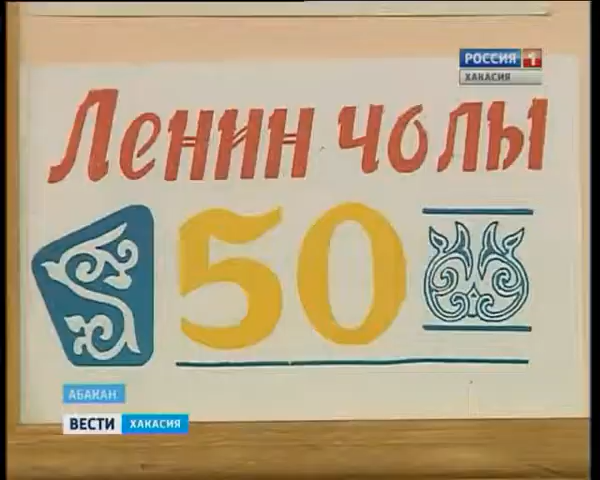 РОССИЯ 1
ХАКАСИЯ
Ленин чолы
50
АБАКАН
ВЕСТИ ХАКАСИЯ